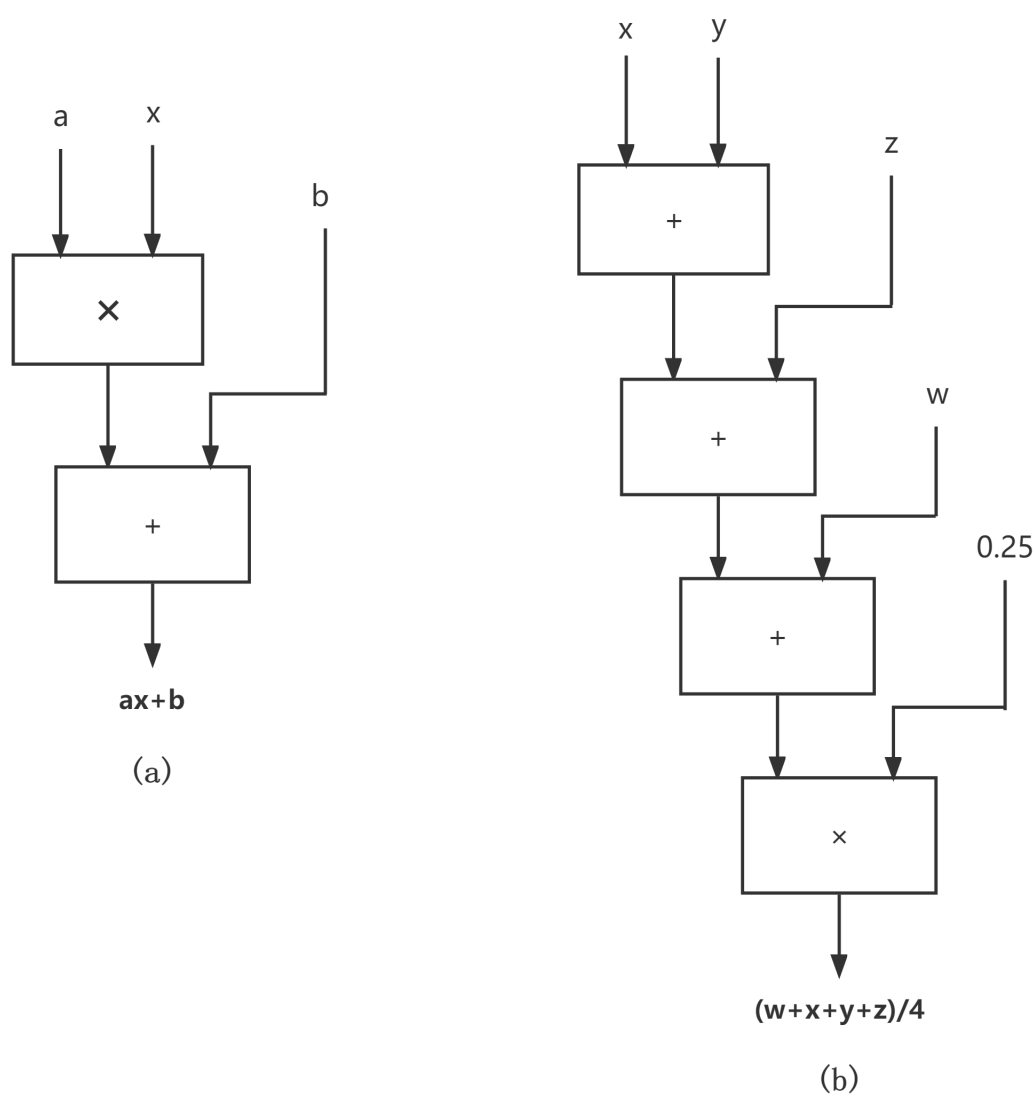 a
x
b
×
+
ax+b
(a)
x
y
+
z
+
w
+
0.25
×
(w+x+y+z)/4
(b)